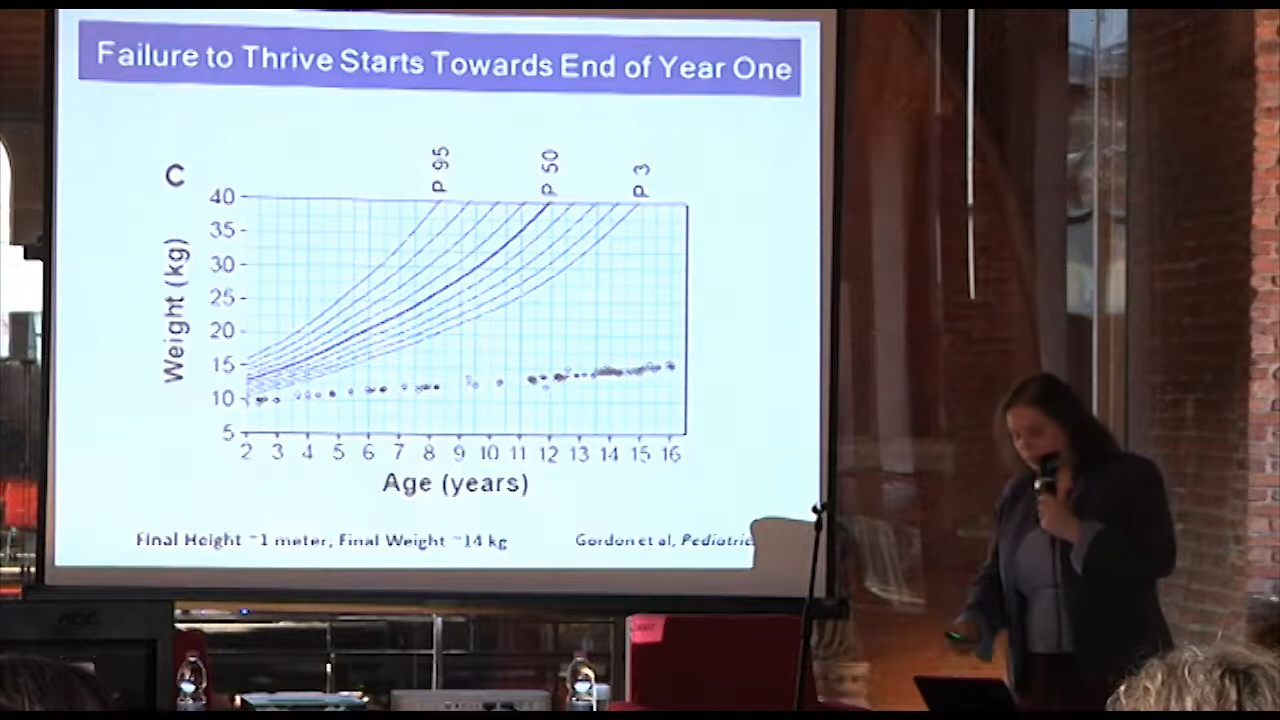 Failure to Thrive Starts Towards End of Year One
C
P 95
P 50
P 3
40
35
30
25
20
15
10
5
Weight (kg)
2 3 4 5 6 7 8 9 10 11 12 13 14 15 16
Age (years)
Final Height ~1 meter, Final Weight ~14 kg
Gordon et al, Pediatric
AOC